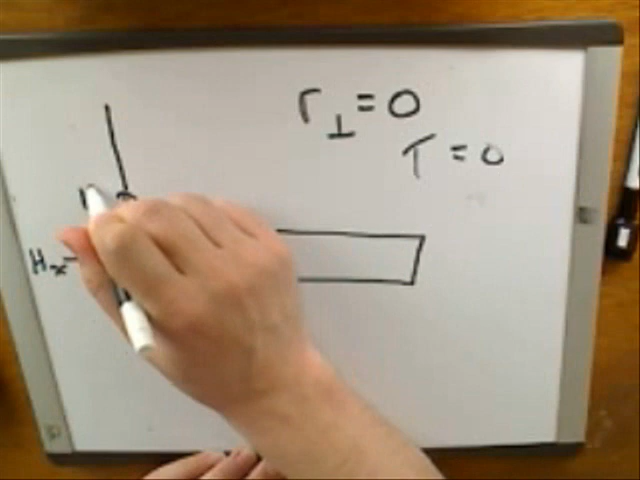 r⊥ = 0
τ = 0
Hx